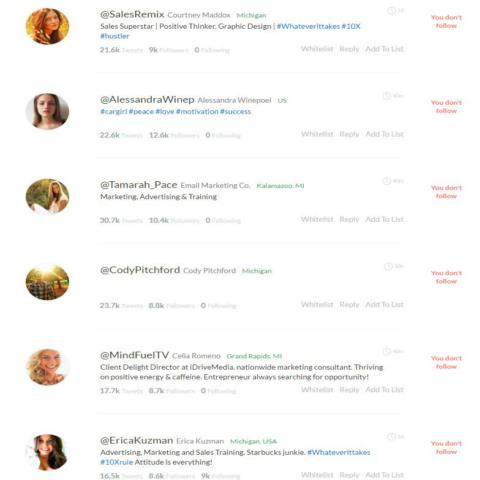 @SalesRemix Courtney Maddox Michigan
Sales Superstar | Positive Thinker, Graphic Design | #Whateverittakes #10X
#hustler
21.6k Tweets 9k Followers 0 Following Whitelist Reply Add To List
You don't
follow
@AlessandraWinep Alessandra Winepoel US 40m
#cargirl #peace #love #motivation #success
22.6k Tweets 12.6k Followers 0 Following Whitelist Reply Add To List
You don't
follow
@Tamarah_Pace Email Marketing Co. Kalamazoo, MI 40m
Marketing, Advertising & Training
30.7k Tweets 10.4k Followers 0 Following Whitelist Reply Add To List
You don't
follow
@CodyPitchford Cody Pitchford Michigan
23.7k Tweets 8.8k Followers 0 Following Whitelist Reply Add To List
You don't
follow
@MindFuelTV Celia Romeno Grand Rapids, MI 40m
Client Delight Director at iDriveMedia, nationwide marketing consultant. Thriving
on positive energy & caffeine. Entrepreneur always searching for opportunity!
17.7k Tweets 8.7k Followers 0 Following Whitelist Reply Add To List
You don't
follow
@EricaKuzman Erica Kuzman Michigan, USA
Advertising, Marketing and Sales Training. Starbucks junkie. #Whateverittakes
#10Xrule Attitude is everything!
16.5k Tweets 8.6k Followers 9k Following Whitelist Reply Add To List
You don't
follow